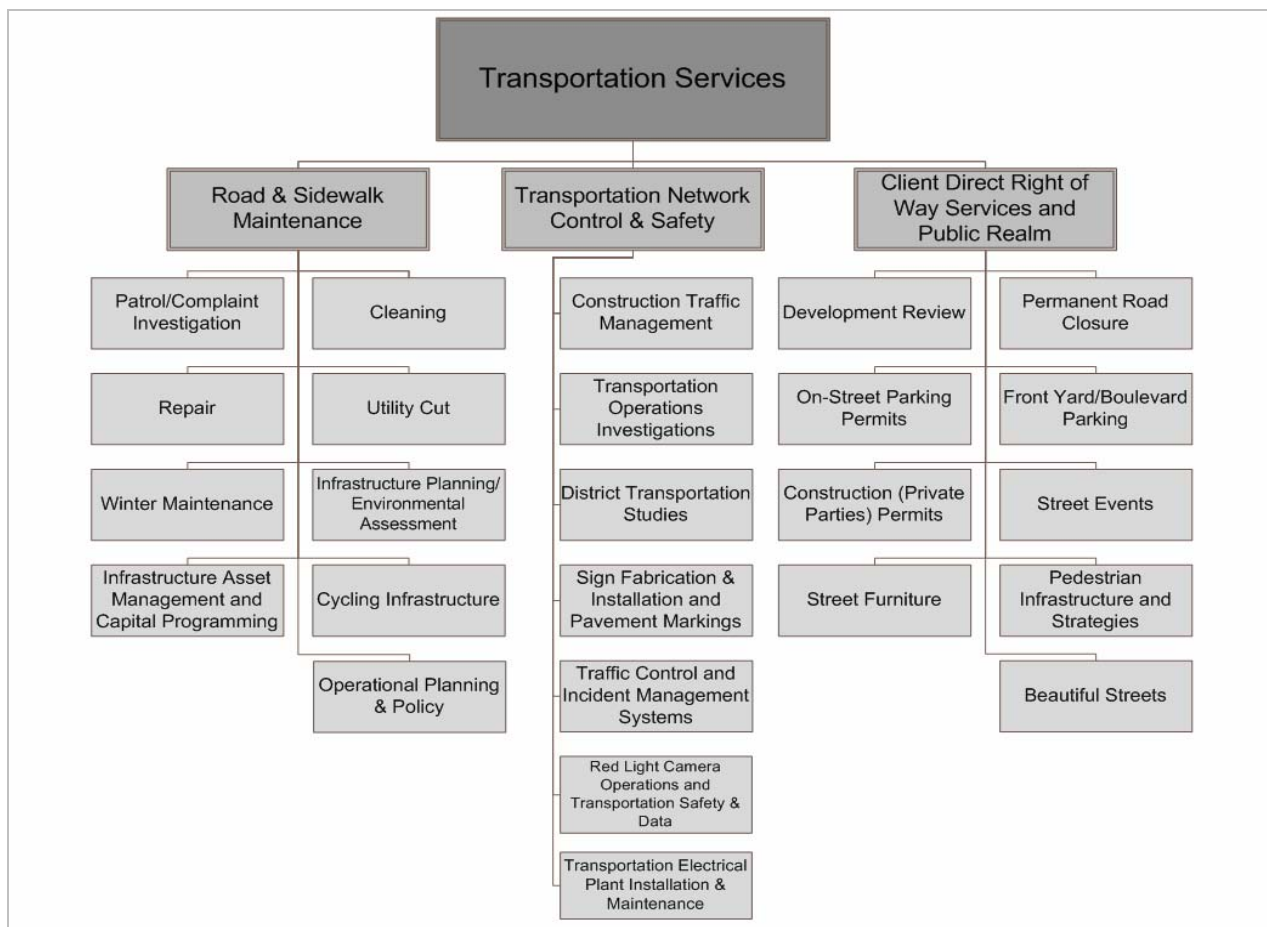 Transportation Services
Road & Sidewalk
Maintenance
Transportation Network
Control & Safety
Client Direct Right of
Way Services and
Public Realm
Patrol/Complaint
Investigation
Cleaning
Repair
Utility Cut
Winter Maintenance
Infrastructure Planning/
Environmental
Assessment
Infrastructure Asset
Management and
Capital Programming
Cycling Infrastructure
Operational Planning
& Policy
Construction Traffic
Management
Transportation
Operations
Investigations
District Transportation
Studies
Sign Fabrication &
Installation and
Pavement Markings
Traffic Control and
Incident Management
Systems
Red Light Camera
Operations and
Transportation Safety &
Data
Transportation Electrical
Plant Installation &
Maintenance
Development Review
Permanent Road
Closure
On-Street Parking
Permits
Front Yard/Boulevard
Parking
Construction (Private
Parties) Permits
Street Events
Street Furniture
Pedestrian
Infrastructure and
Strategies
Beautiful Streets